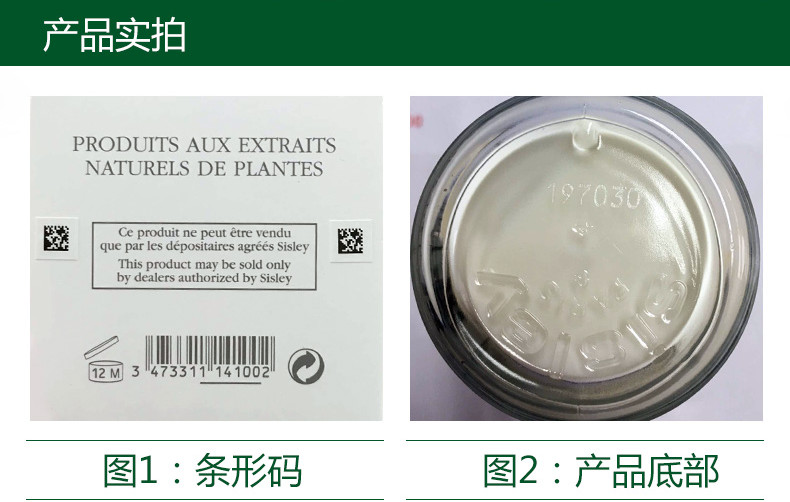 产品实拍
PRODUITS AUX EXTRAITS
NATURELS DE PLANTES
Ce produit ne peut être vendu
que par les dépositaires agréés Sisley
This product may be sold only
by dealers authorized by Sisley
12 M
3 473311 141002
197030
sisley
图1：条形码
图2：产品底部